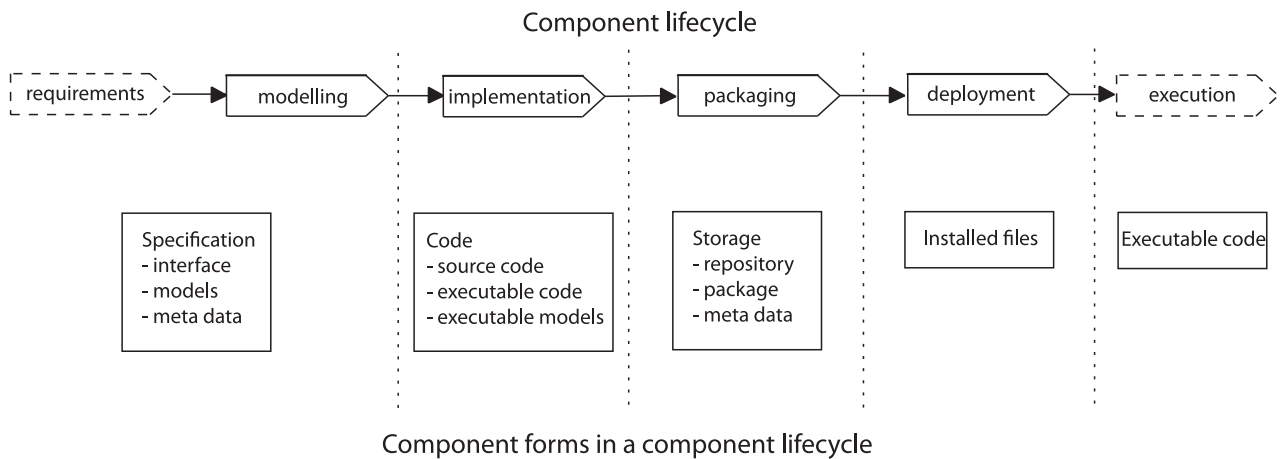 Component lifecycle
requirements
modelling
implementation
packaging
deployment
execution
Specification
- interface
- models
- meta data
Code
- source code
- executable code
- executable models
Storage
- repository
- package
- meta data
Installed files
Executable code
Component forms in a component lifecycle